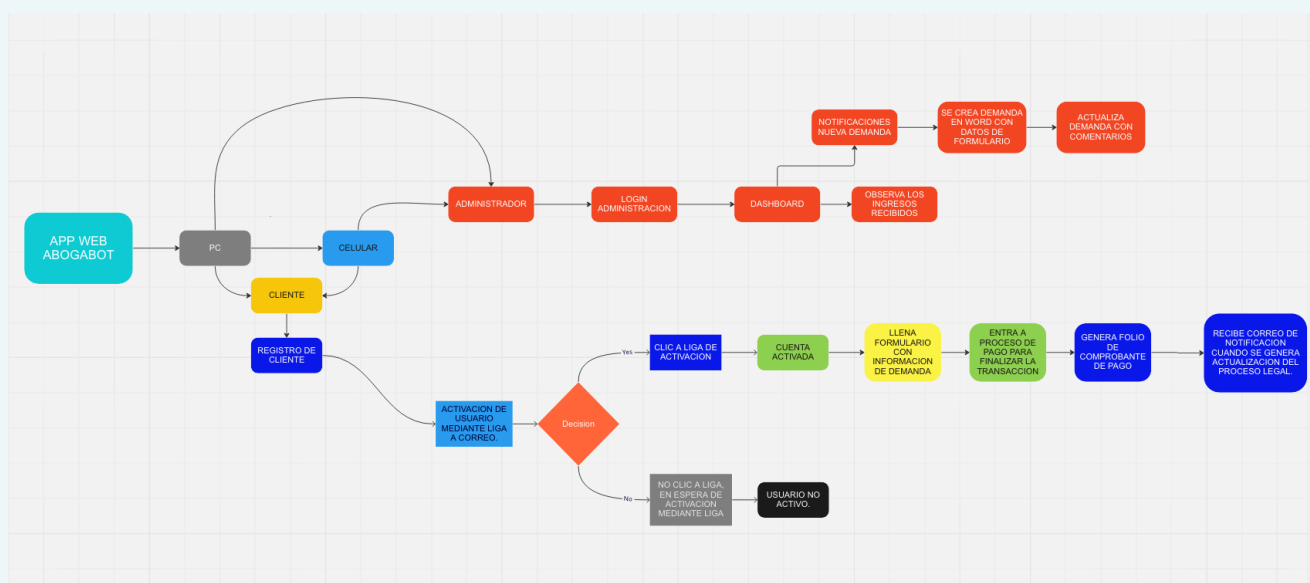 APP WEB
ABOGABOT
PC
CELULAR
CLIENTE
REGISTRO DE
CLIENTE
ADMINISTRADOR
LOGIN
ADMINISTRACION
DASHBOARD
NOTIFICACIONES
NUEVA DEMANDA
SE CREA DEMANDA
EN WORD CON
DATOS DE
FORMULARIO
ACTUALIZA
DEMANDA CON
COMENTARIOS
OBSERVA LOS
INGRESOS
RECIBIDOS
ACTIVACION DE
USUARIO
MEDIANTE LIGA
A CORREO.
Decision
Yes
CLIC A LIGA DE
ACTIVACION
CUENTA
ACTIVADA
LLENA
FORMULARIO
CON
INFORMACION
DE DEMANDA
ENTRA A
PROCESO DE
PAGO PARA
FINALIZAR LA
TRANSACCION
GENERA FOLIO
DE
COMPROBANTE
DE PAGO
RECIBE CORREO DE
NOTIFICACION
CUANDO SE GENERA
ACTUALIZACION DEL
PROCESO LEGAL.
No
NO CLIC A LIGA,
EN ESPERA DE
ACTIVACION
MEDIANTE LIGA
USUARIO NO
ACTIVO.